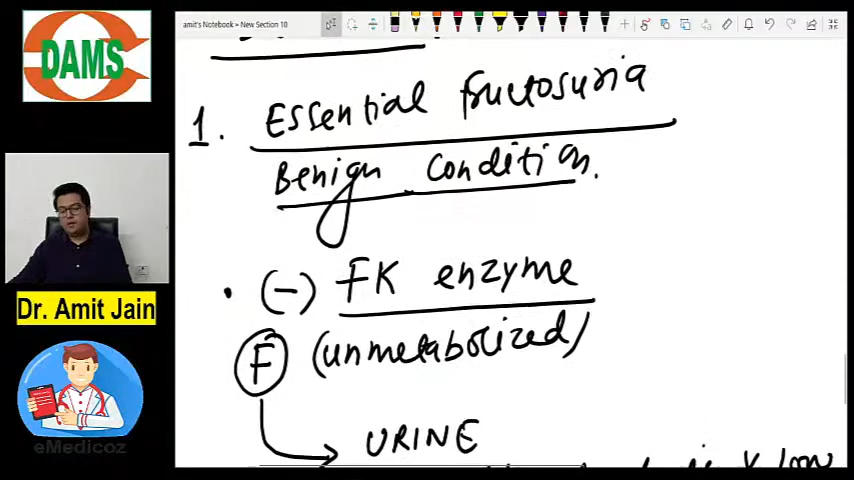 amit's Notebook > New Section 10
DAMS
1. Essential fructosuria
Benign Condition.
• (-) FK enzyme
F (unmetabolized)
URINE
Dr. Amit Jain
eMedicoz